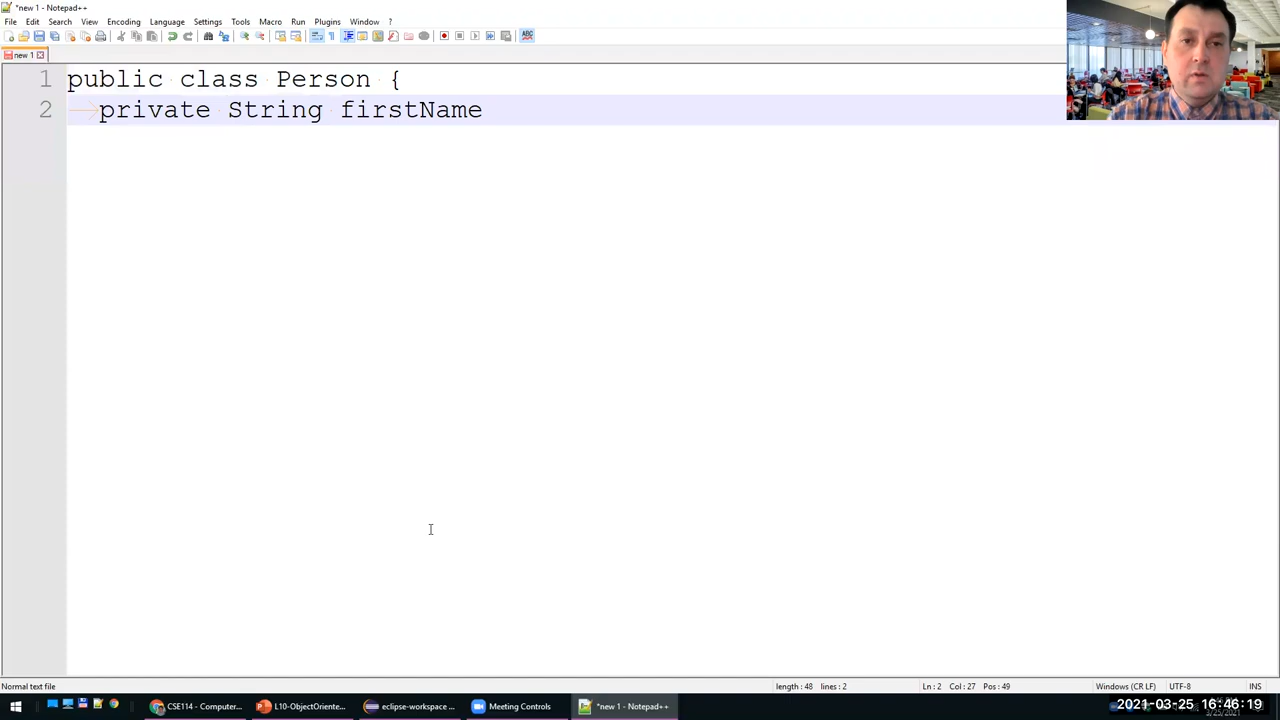 *new 1 - Notepad++
File Edit Search View Encoding Language Settings Tools Macro Run Plugins Window ?
new 1
1 public class Person {
2 private String firstName
Normal text file length : 48 lines : 2 Ln : 2 Col : 27 Pos : 49 Windows (CR LF) UTF-8 INS
CSE114 - Computer... L10-ObjectOriente... eclipse-workspace ... Meeting Controls *new 1 - Notepad++ 2021-03-25 16:46:19
3/25/2021